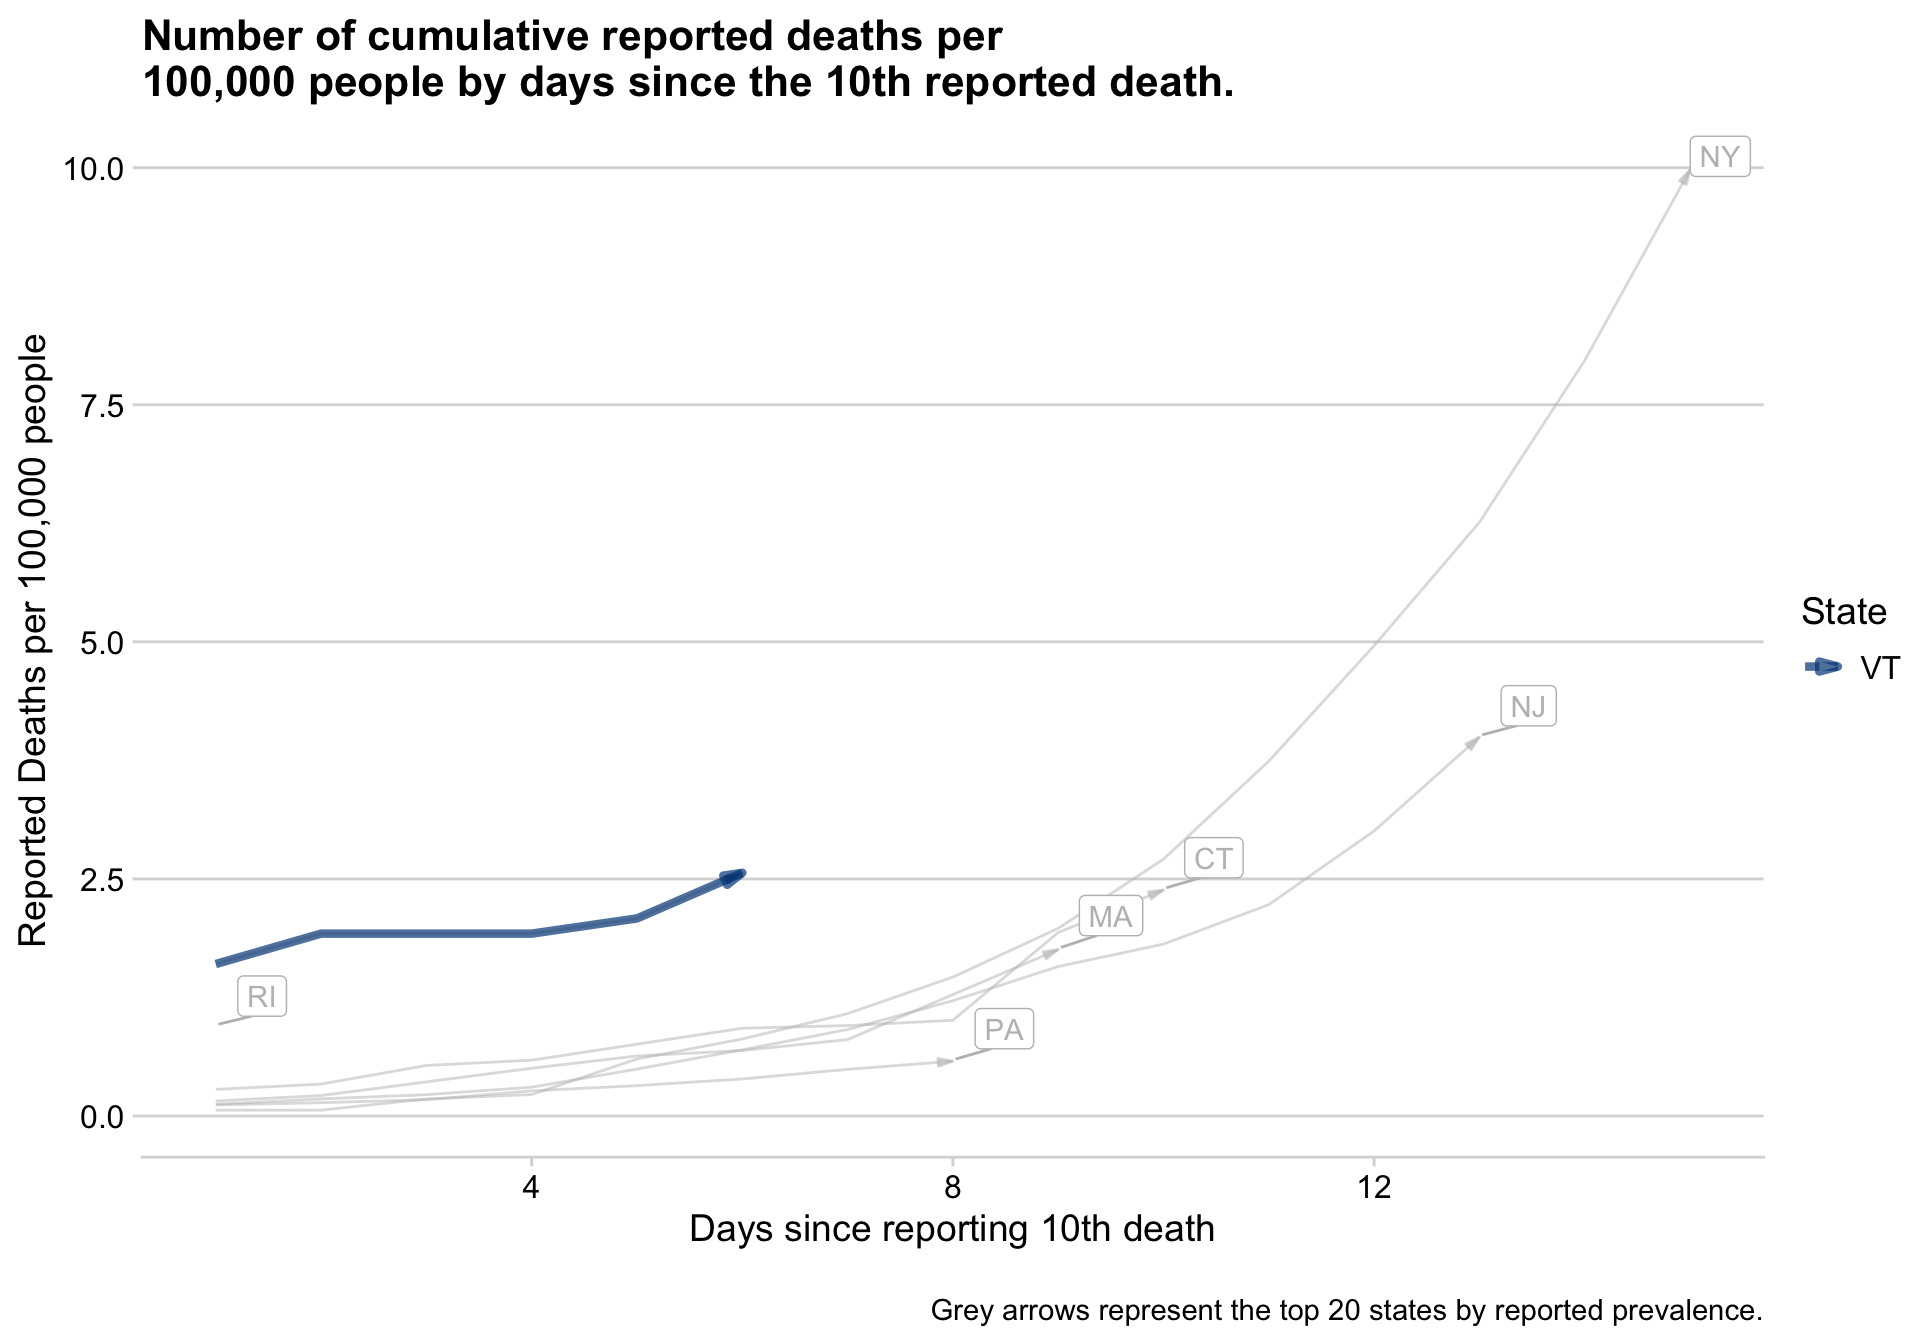 Number of cumulative reported deaths per
100,000 people by days since the 10th reported death.
Reported Deaths per 100,000 people
10.0
7.5
5.0
2.5
0.0
NY
NJ
CT
MA
RI
PA
State
VT
4
8
12
Days since reporting 10th death
Grey arrows represent the top 20 states by reported prevalence.